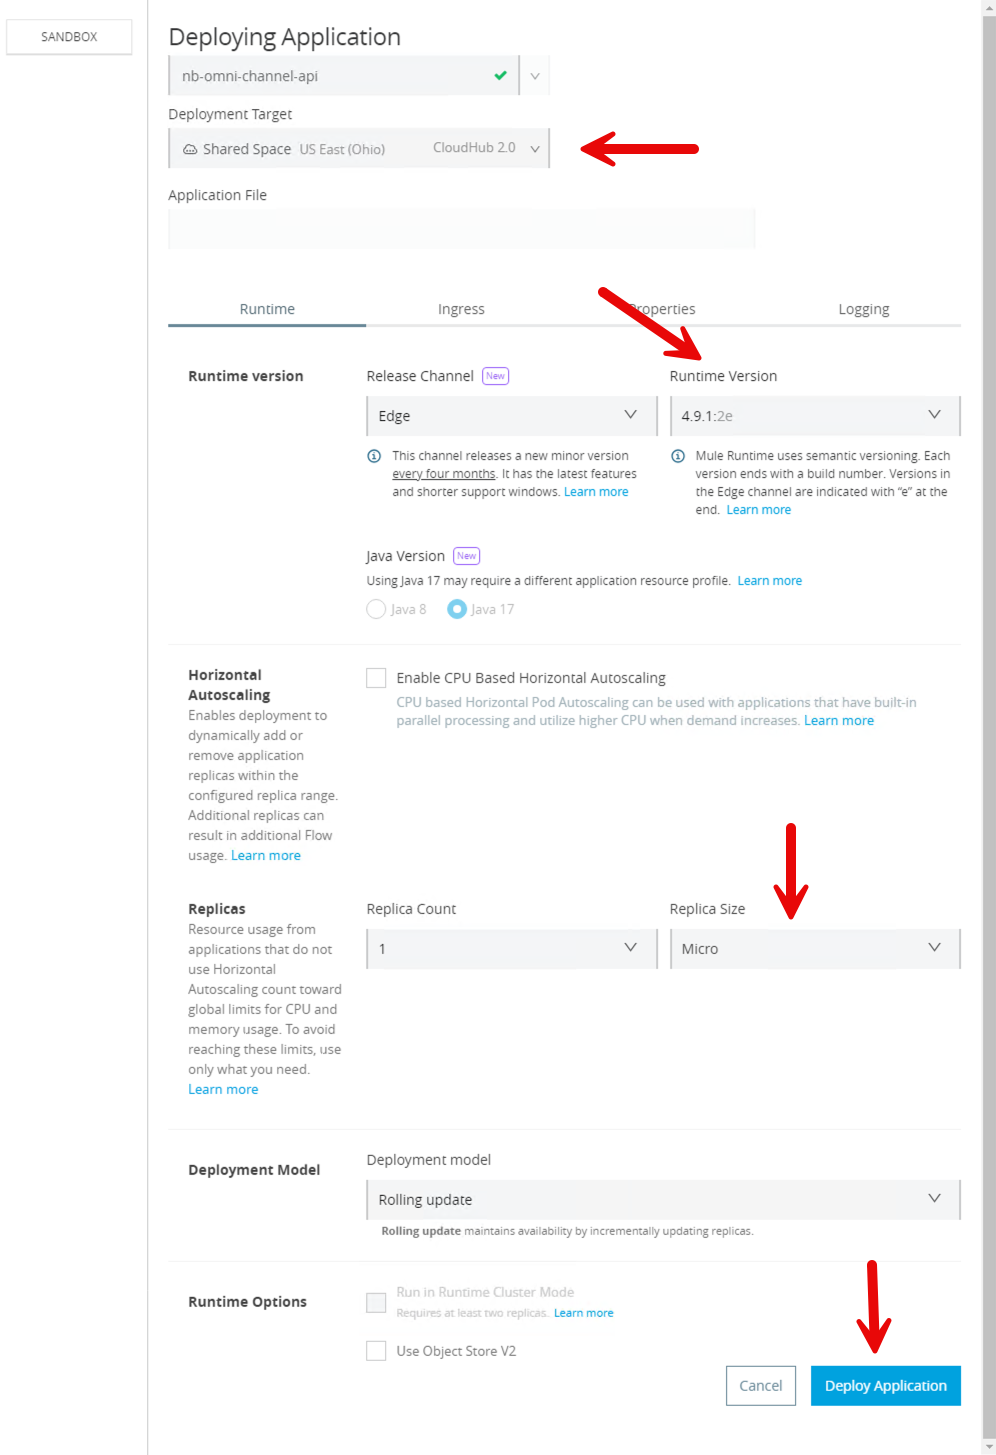 SANDBOX
Deploying Application
nb-omni-channel-api
Deployment Target
Shared Space US East (Ohio) CloudHub 2.0
Application File
Runtime Ingress Properties Logging
Runtime version
Release Channel New
Edge
This channel releases a new minor version
every four months. It has the latest features
and shorter support windows. Learn more
Runtime Version
4.9.1:2e
Mule Runtime uses semantic versioning. Each
version ends with a build number. Versions in
the Edge channel are indicated with “e” at the
end. Learn more
Java Version New
Using Java 17 may require a different application resource profile. Learn more
Java 8 Java 17
Horizontal
Autoscaling
Enables deployment to
dynamically add or
remove application
replicas within the
configured replica range.
Additional replicas can
result in additional Flow
usage. Learn more
Enable CPU Based Horizontal Autoscaling
CPU based Horizontal Pod Autoscaling can be used with applications that have built-in
parallel processing and utilize higher CPU when demand increases. Learn more
Replicas
Resource usage from
applications that do not
use Horizontal
Autoscaling count toward
global limits for CPU and
memory usage. To avoid
reaching these limits, use
only what you need.
Learn more
Replica Count
1
Replica Size
Micro
Deployment Model
Deployment model
Rolling update
Rolling update maintains availability by incrementally updating replicas.
Runtime Options
Run in Runtime Cluster Mode
Requires at least two replicas. Learn more
Use Object Store V2
Cancel Deploy Application